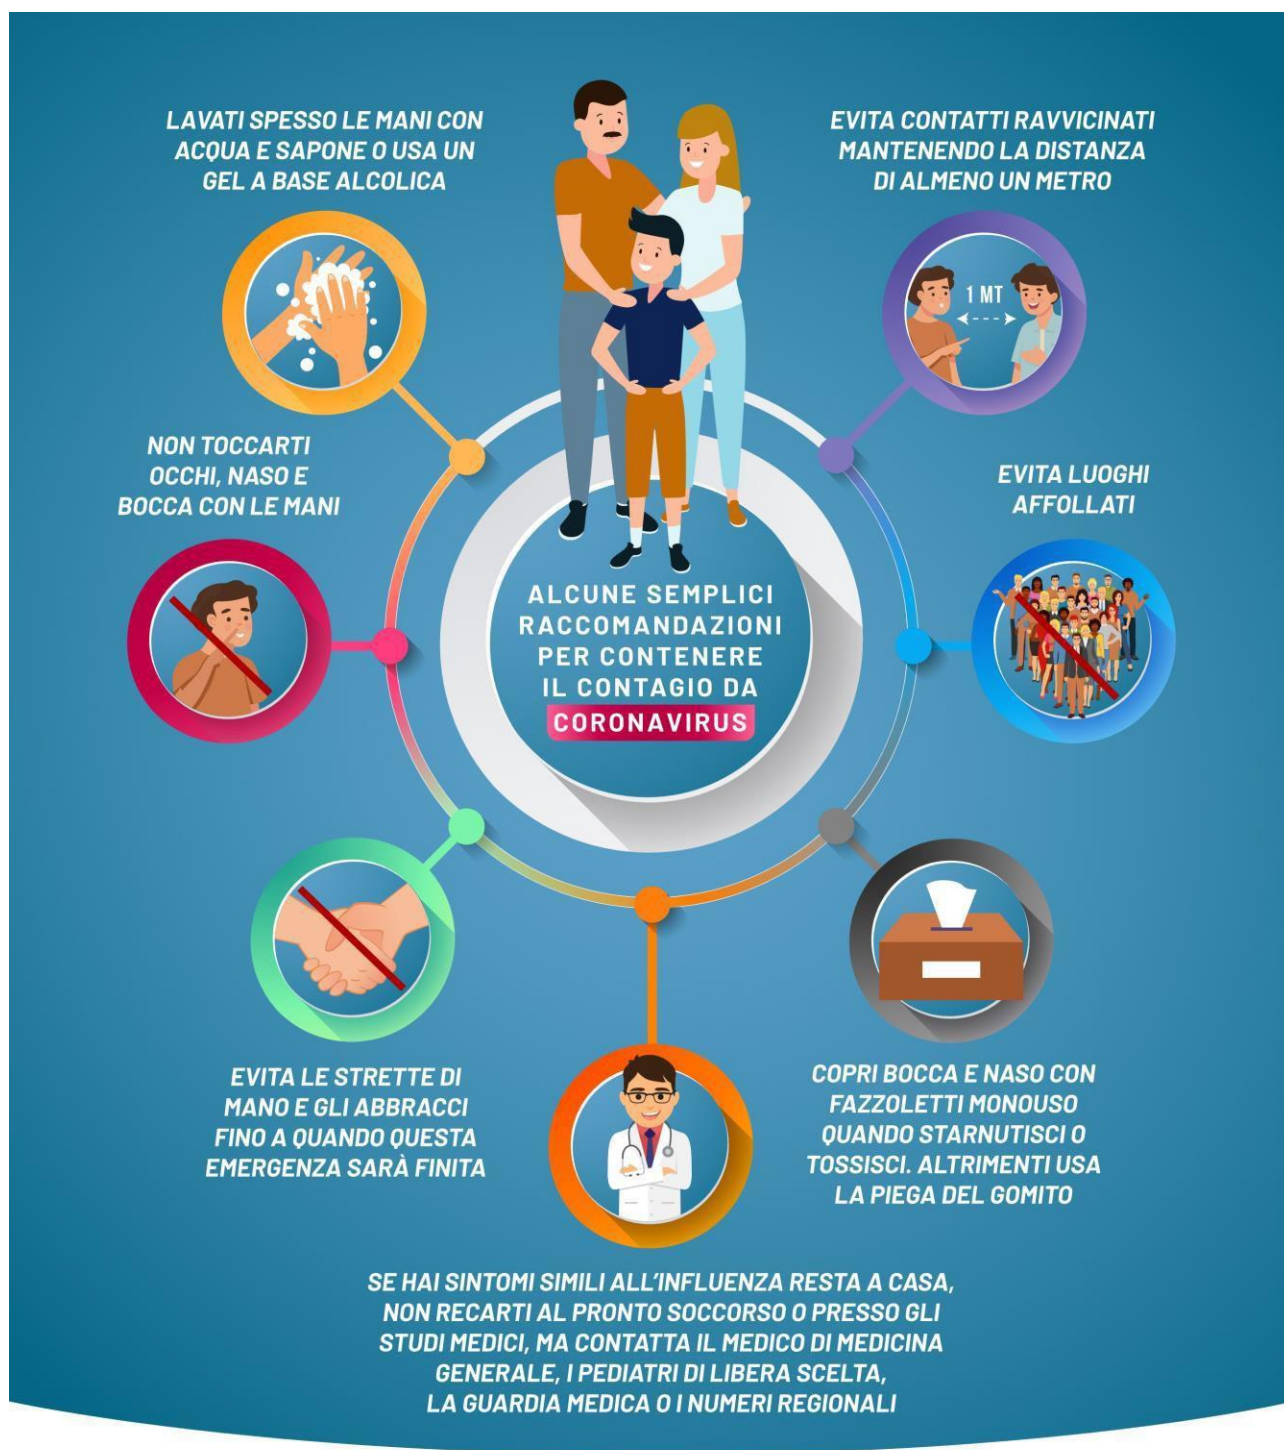 LAVATI SPESSO LE MANI CON
ACQUA E SAPONE O USA UN
GEL A BASE ALCOLICA
EVITA CONTATTI RAVVICINATI
MANTENENDO LA DISTANZA
DI ALMENO UN METRO
1 MT
NON TOCCARTI
OCCHI, NASO E
BOCCA CON LE MANI
EVITA LUOGHI
AFFOLLATI
ALCUNE SEMPLICI
RACCOMANDAZIONI
PER CONTENERE
IL CONTAGIO DA
CORONAVIRUS
EVITA LE STRETTE DI
MANO E GLI ABBRACCI
FINO A QUANDO QUESTA
EMERGENZA SARÀ FINITA
COPRI BOCCA E NASO CON
FAZZOLETTI MONOUSO
QUANDO STARNUTISCI O
TOSSISCI. ALTRIMENTI USA
LA PIEGA DEL GOMITO
SE HAI SINTOMI SIMILI ALL'INFLUENZA RESTA A CASA,
NON RECARTI AL PRONTO SOCCORSO O PRESSO GLI
STUDI MEDICI, MA CONTATTA IL MEDICO DI MEDICINA
GENERALE, I PEDIATRI DI LIBERA SCELTA,
LA GUARDIA MEDICA O I NUMERI REGIONALI